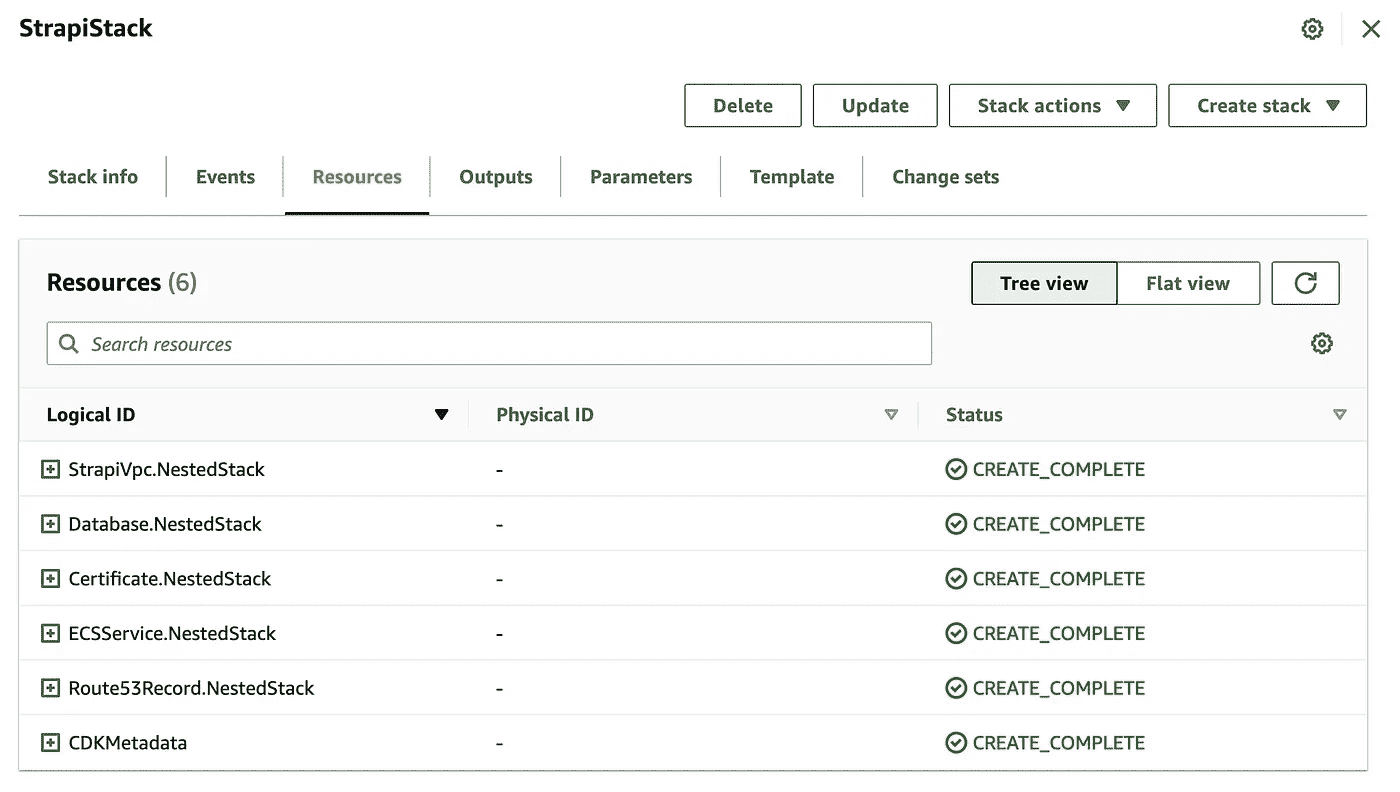 StrapiStack
Delete Update Stack actions Create stack
Stack info Events Resources Outputs Parameters Template Change sets
Resources (6) Tree view Flat view
Search resources
Logical ID Physical ID Status
StrapiVpc.NestedStack - CREATE_COMPLETE
Database.NestedStack - CREATE_COMPLETE
Certificate.NestedStack - CREATE_COMPLETE
ECSService.NestedStack - CREATE_COMPLETE
Route53Record.NestedStack - CREATE_COMPLETE
CDKMetadata - CREATE_COMPLETE